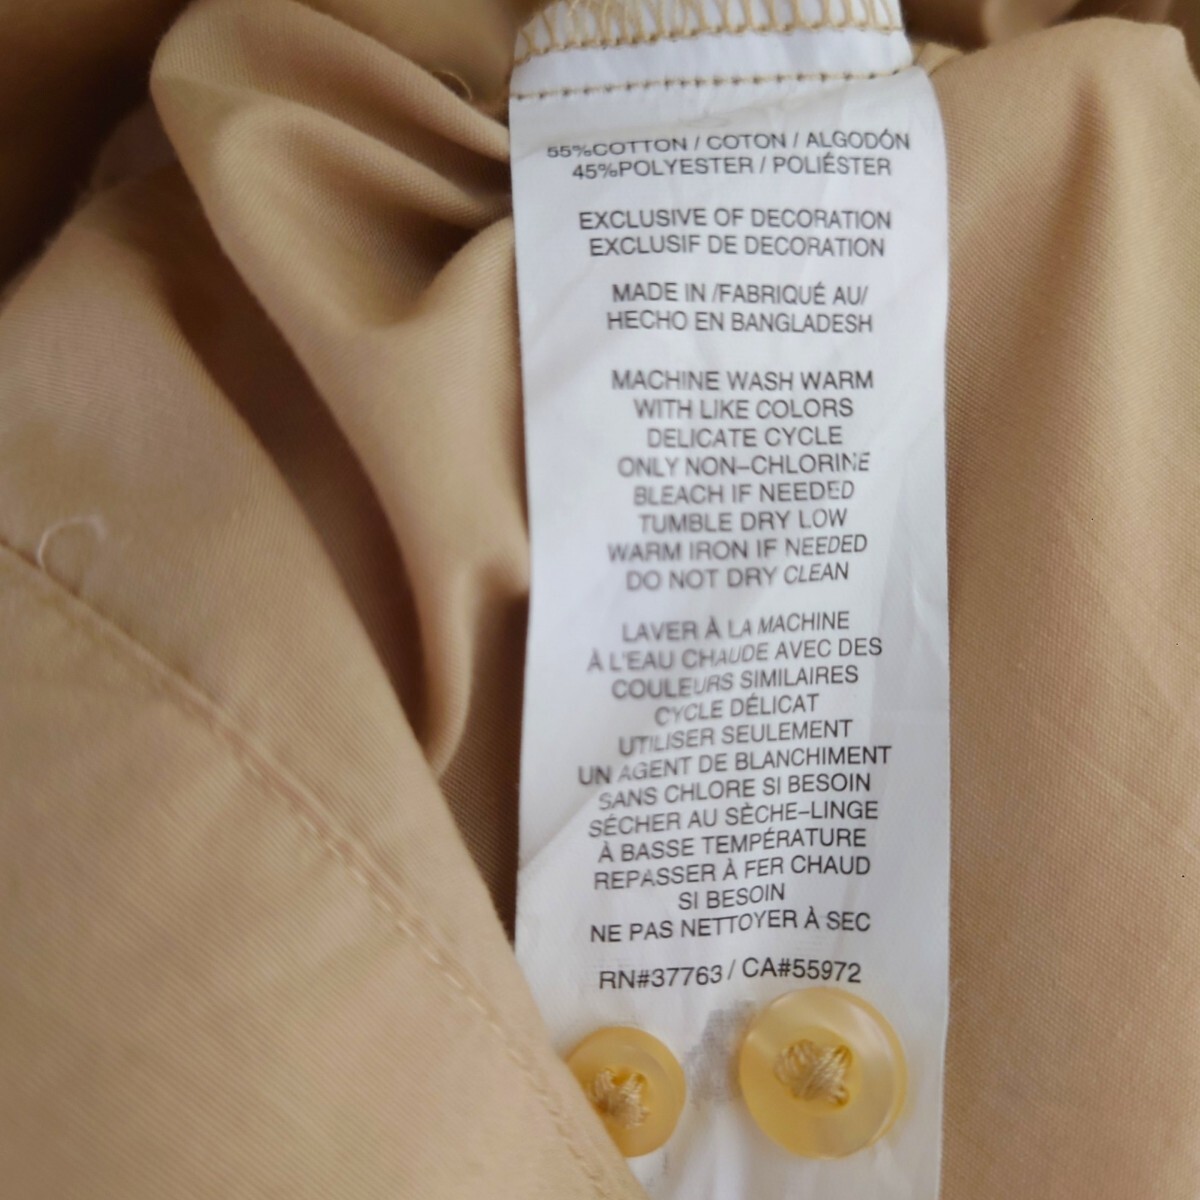 55%COTTON / COTON / ALGODÓN
45%POLYESTER / POLIÉSTER
EXCLUSIVE OF DECORATION
EXCLUSIF DE DECORATION
MADE IN /FABRIQUÉ AU/
HECHO EN BANGLADESH
MACHINE WASH WARM
WITH LIKE COLORS
DELICATE CYCLE
ONLY NON-CHLORINE
BLEACH IF NEEDED
TUMBLE DRY LOW
WARM IRON IF NEEDED
DO NOT DRY CLEAN
LAVER À LA MACHINE
À L'EAU CHAUDE AVEC DES
COULEURS SIMILAIRES
CYCLE DÉLICAT
UTILISER SEULEMENT
UN AGENT DE BLANCHIMENT
SANS CHLORE SI BESOIN
SÉCHER AU SÈCHE-LINGE
À BASSE TEMPÉRATURE
REPASSER À FER CHAUD
SI BESOIN
NE PAS NETTOYER À SEC
RN#37763 / CA#55972